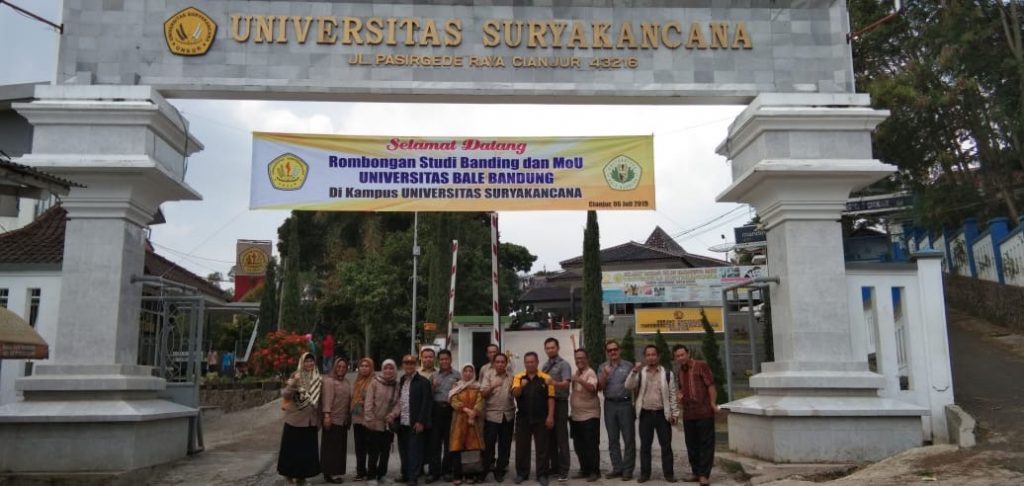 UNIVERSITAS SURYAKANCANA
JL. PASIRGEDE RAYA CIANJUR 43216
Selamat Datang
Rombongan Studi Banding dan MoU
UNIVERSITAS BALE BANDUNG
Di Kampus UNIVERSITAS SURYAKANCANA
Cianjur, 05 Juli 2019